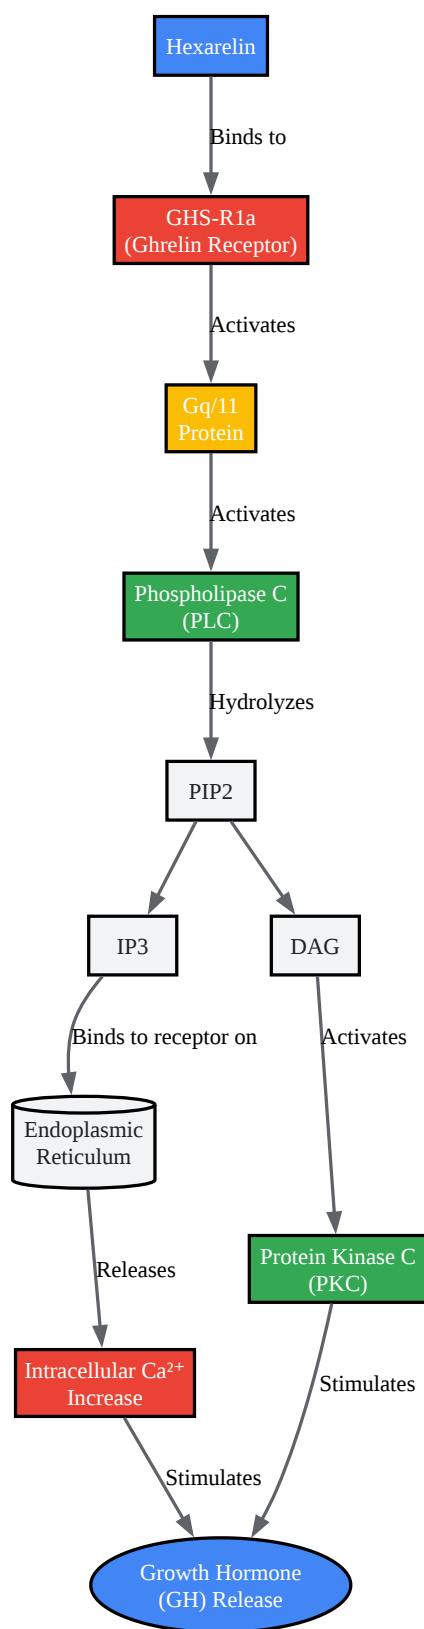 Hexarelin
Binds to
GHS-R1a
(Ghrelin Receptor)
Activates
Gq/11
Protein
Activates
Phospholipase C
(PLC)
Hydrolyzes
PIP2
IP3
DAG
Binds to receptor on
Activates
Endoplasmic
Reticulum
Releases
Protein Kinase C
(PKC)
Intracellular Ca²⁺
Increase
Stimulates
Stimulates
Growth Hormone
(GH) Release